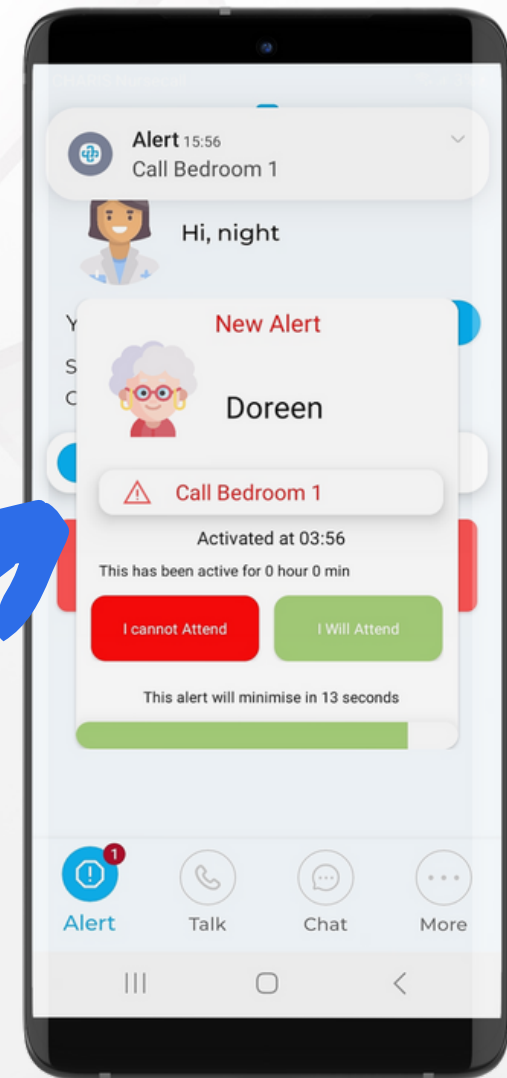 Alert 15:56
Call Bedroom 1
Hi, night
Y
S
C
New Alert
Doreen
Call Bedroom 1
Activated at 03:56
This has been active for 0 hour 0 min
I cannot Attend
I Will Attend
This alert will minimise in 13 seconds
1
Alert
Talk
Chat
More